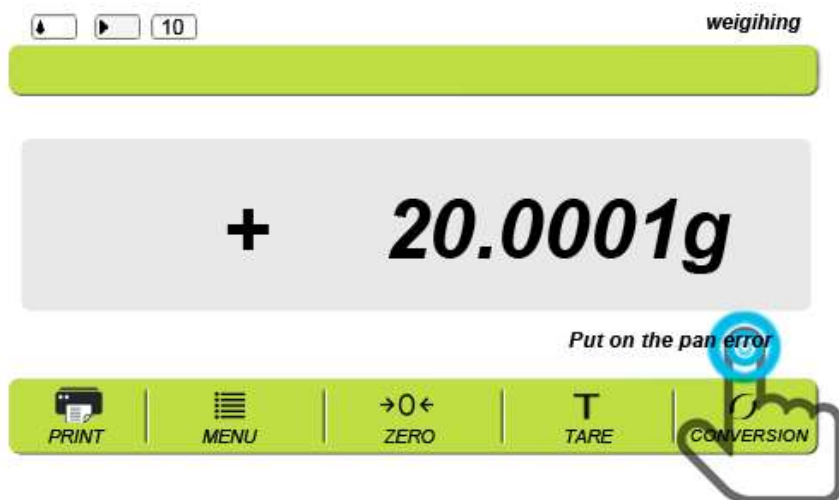 10
weigihing
+ 20.0001g
Put on the pan error
PRINT MENU →0← ZERO T TARE CONVERSION